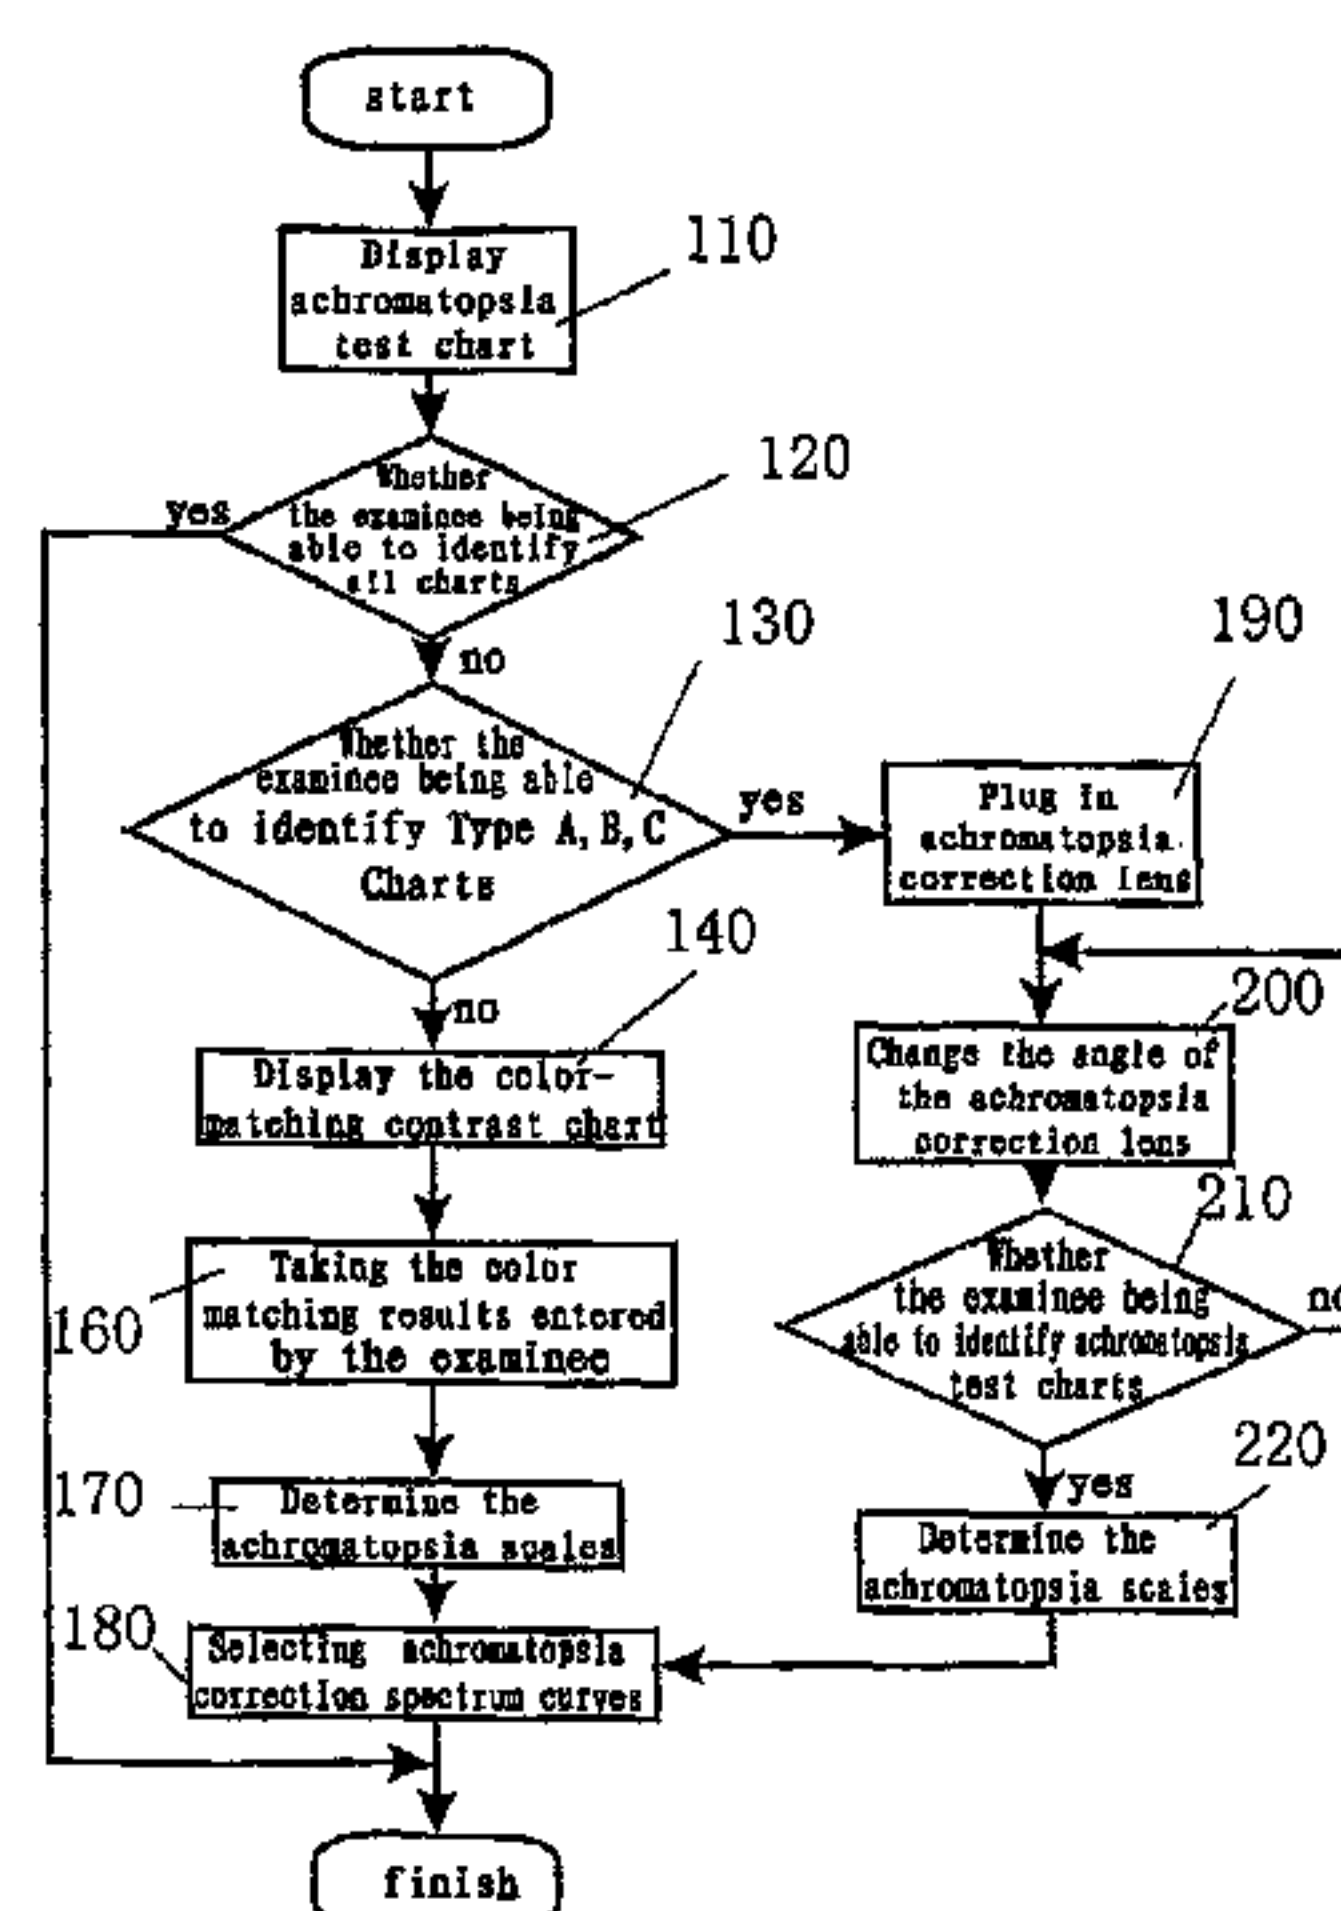 start
Display
achromatopsia
test chart
110
Whether
the examinee being
able to identify
all charts
120
yes
no
Whether the
examinee being able
to identify Type A, B, C
Charts
130
yes
no
Plug in
achromatopsia
correction lens
190
Display the color-
matching contrast chart
140
Change the angle of
the achromatopsia
correction lens
200
Taking the color
matching results entered
by the examinee
160
Whether
the examinee being
able to identify achromatopsia
test charts
210
no
yes
Determine the
achromatopsia scales
170
Determine the
achromatopsia scales
220
Selecting achromatopsia
correction spectrum curves
180
finish